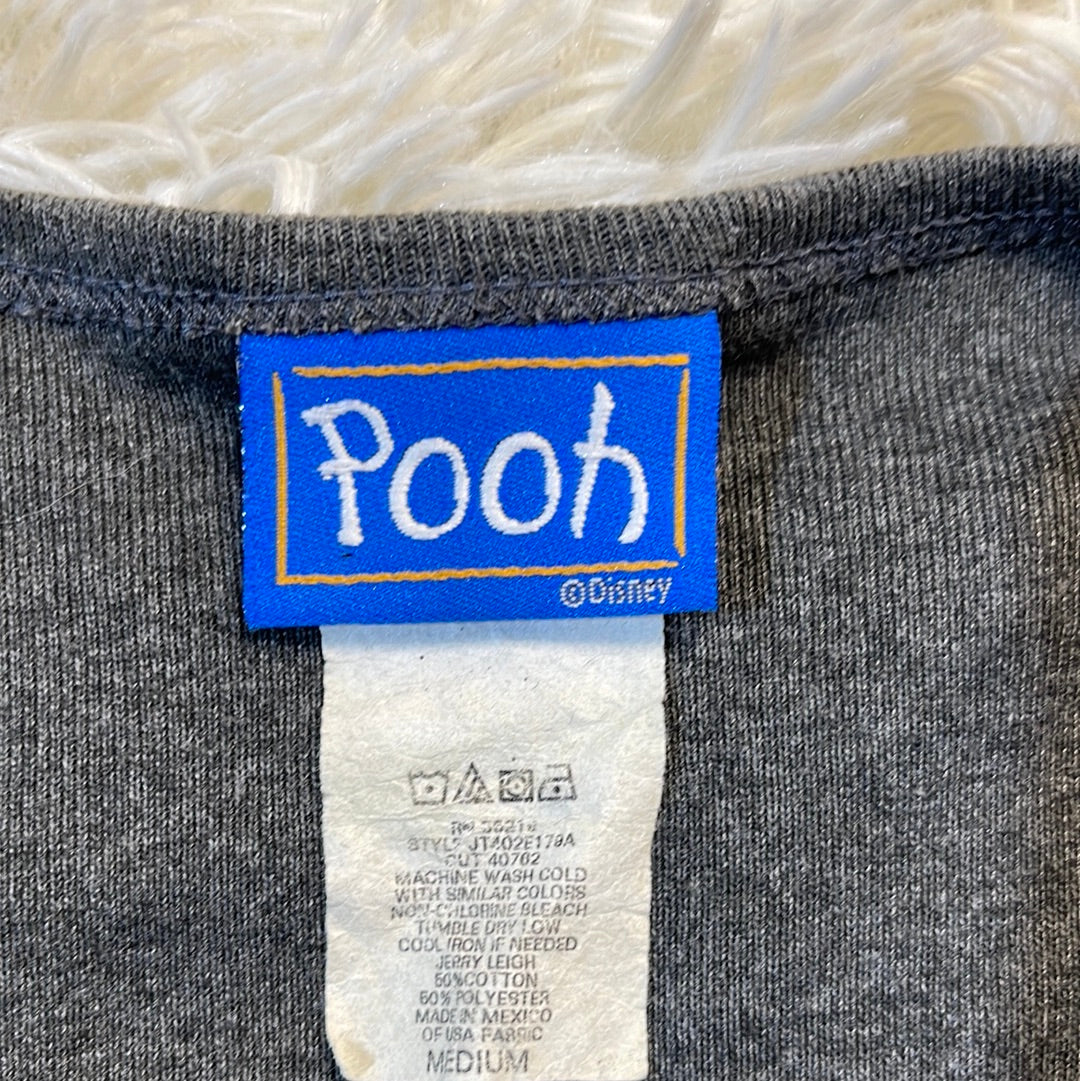 Pooh
©Disney
STYLE JT402E179A
CUT 40762
MACHINE WASH COLD
WITH SIMILAR COLORS
NON-CHLORINE BLEACH
TUMBLE DRY LOW
COOL IRON IF NEEDED
JERRY LEIGH
50%COTTON
50% POLYESTER
MADE IN MEXICO
OF USA FABRIC
MEDIUM